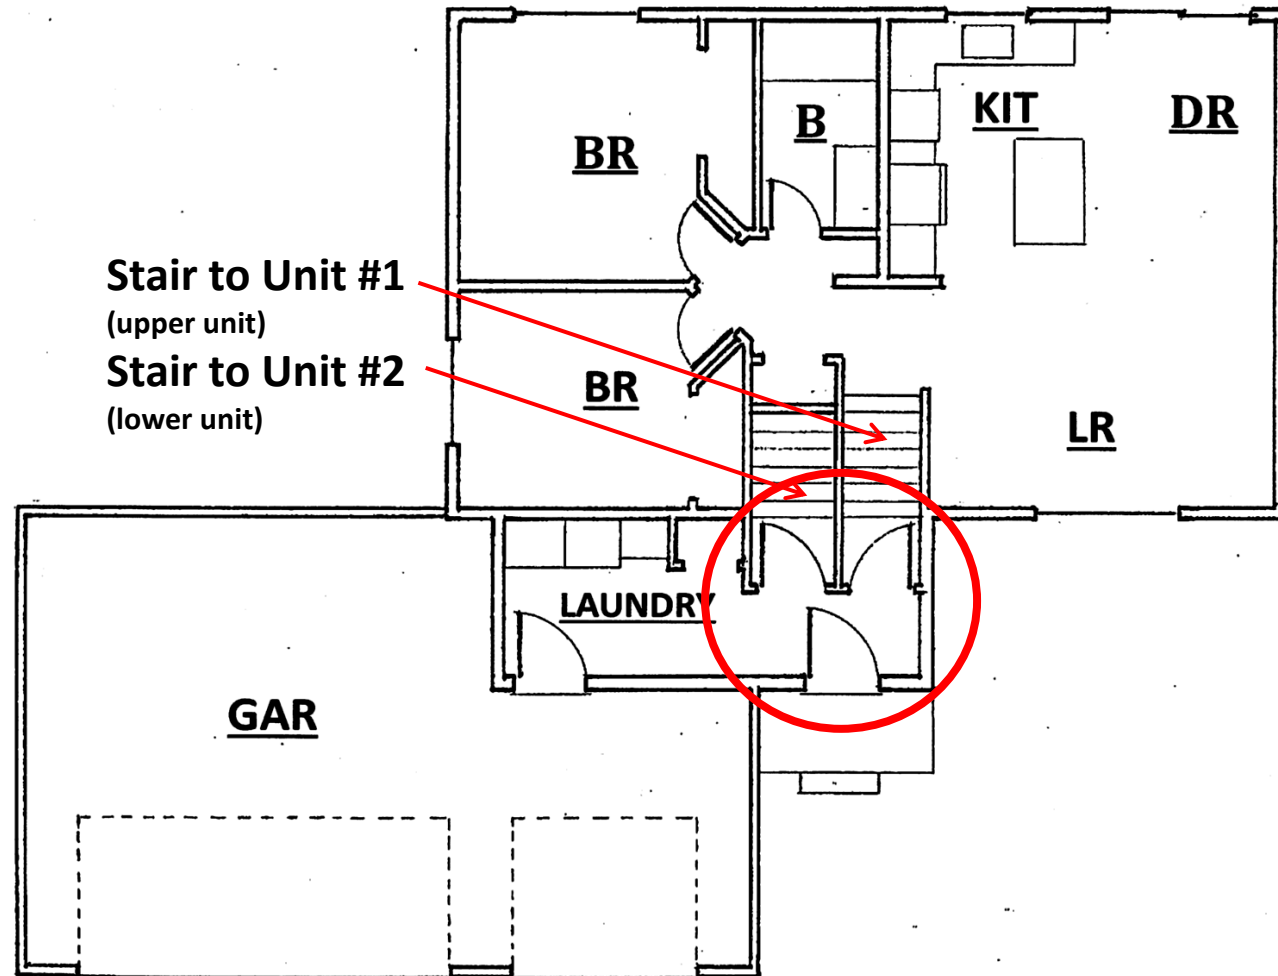 KIT
DR
B
BR
Stair to Unit #1
(upper unit)
Stair to Unit #2
(lower unit)
BR
LR
LAUNDRY
GAR